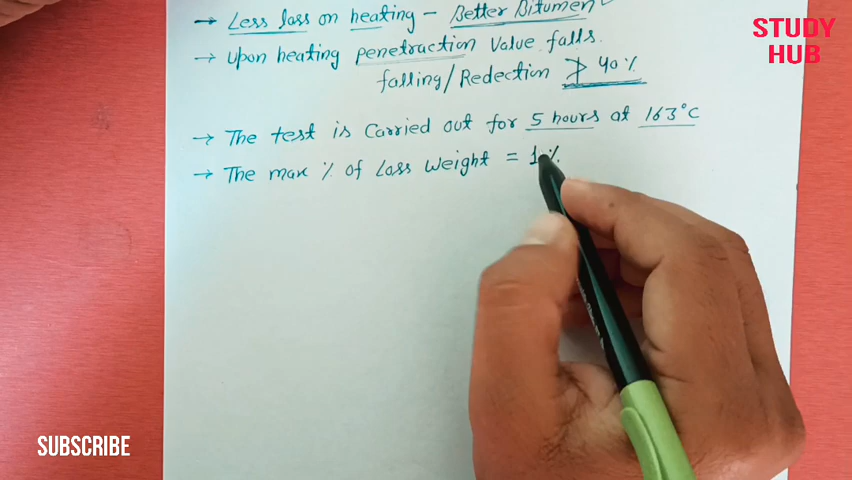 → Less loss on heating - Better Bitumen
→ Upon heating penetraction value falls.
falling/Redection ≯ 40%
→ The test is carried out for 5 hours at 163°C
→ The max % of Loss weight = 1%.
STUDY
HUB
SUBSCRIBE